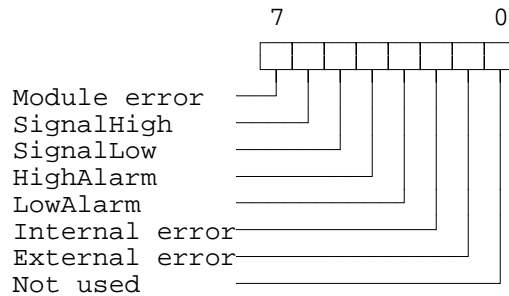 7 0
Module error
SignalHigh
SignalLow
HighAlarm
LowAlarm
Internal error
External error
Not used